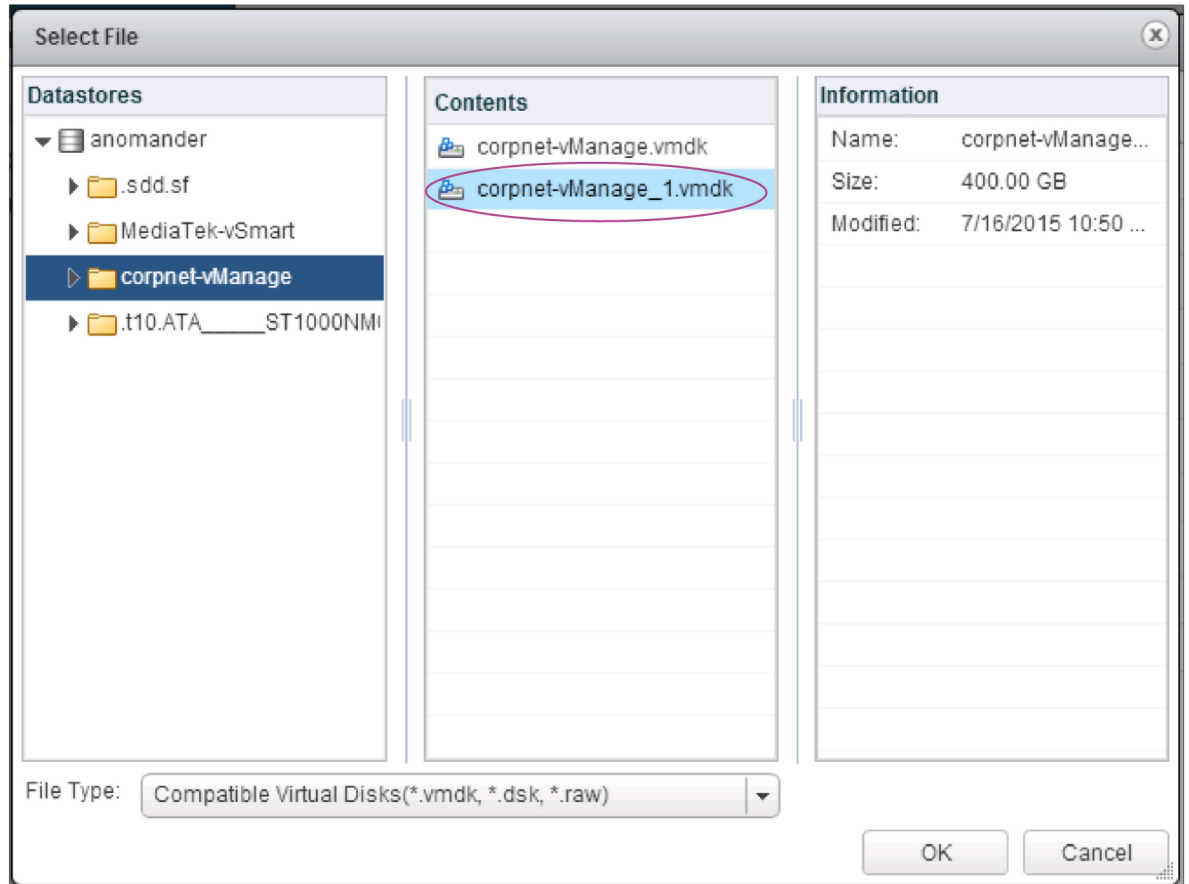 Select File
Datastores
anomander
.sdd.sf
MediaTek-vSmart
corpnet-vManage
.t10.ATA_____ST1000NM
Contents
corpnet-vManage.vmdk
corpnet-vManage_1.vmdk
Information
Name: corpnet-vManage...
Size: 400.00 GB
Modified: 7/16/2015 10:50 ...
File Type: Compatible Virtual Disks(*.vmdk, *.dsk, *.raw)
OK Cancel